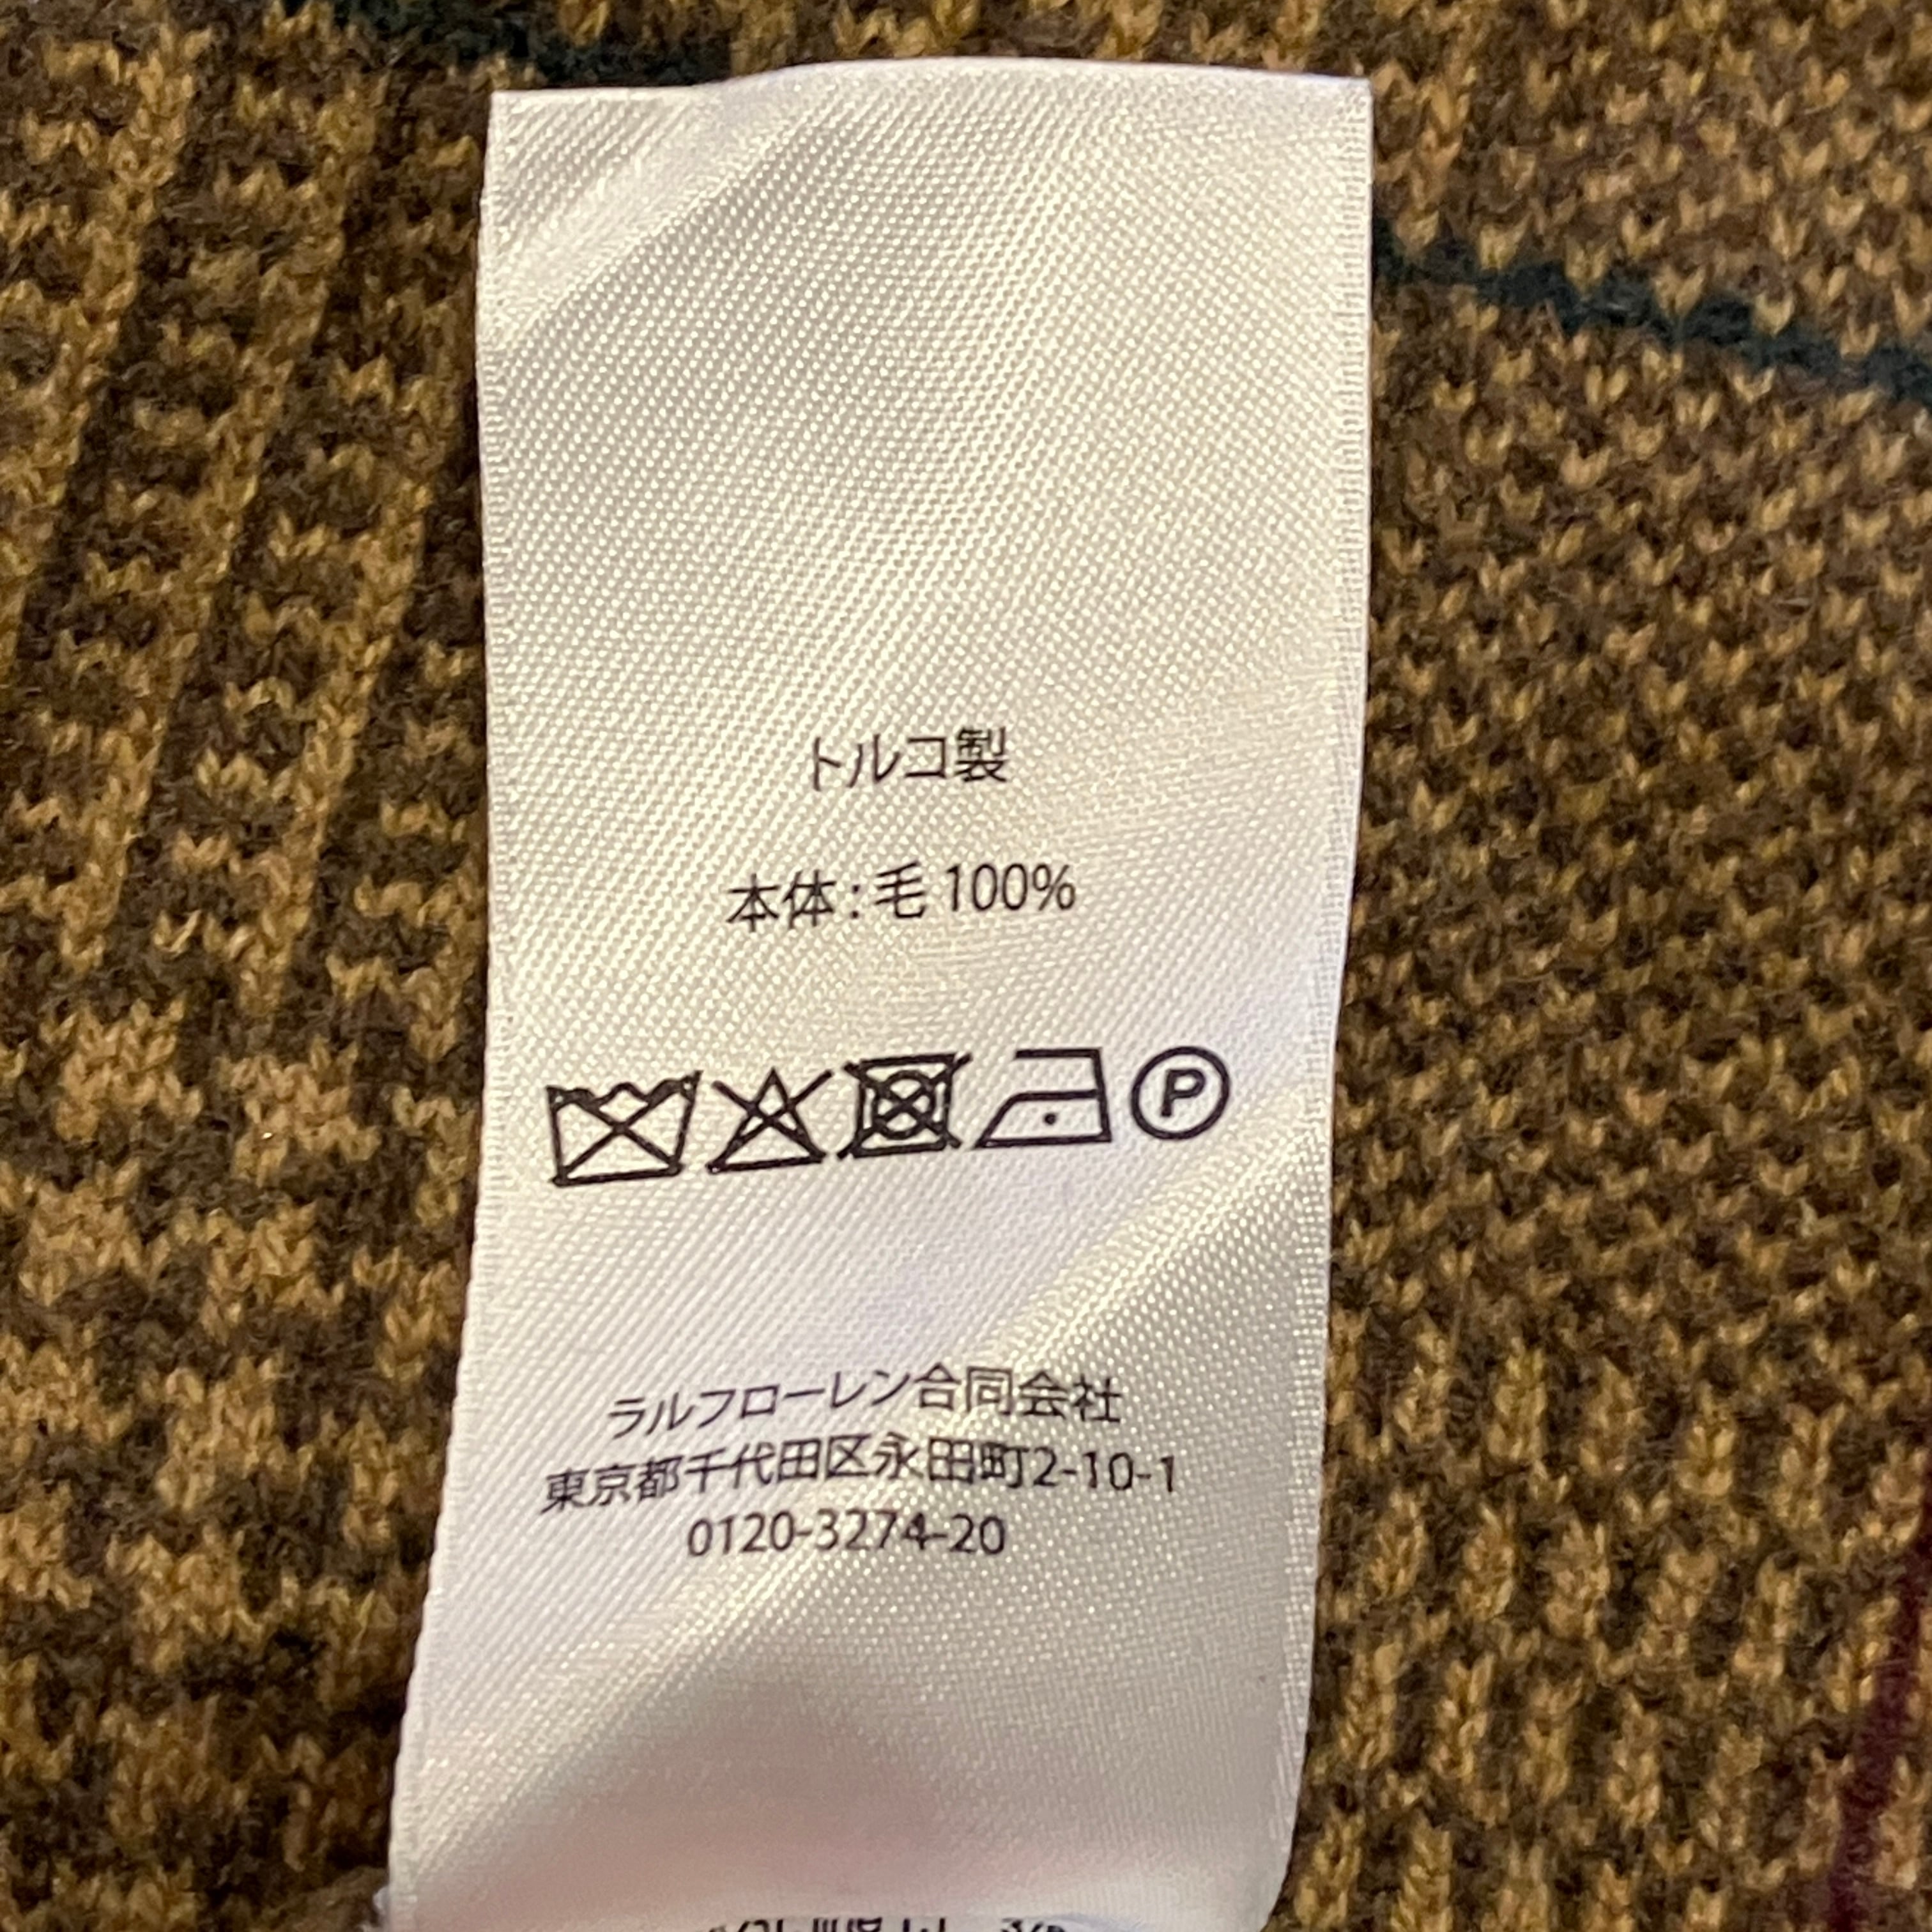 トルコ製
本体:毛 100%
P
ラルフローレン合同会社
東京都千代田区永田町2-10-1
0120-3274-20